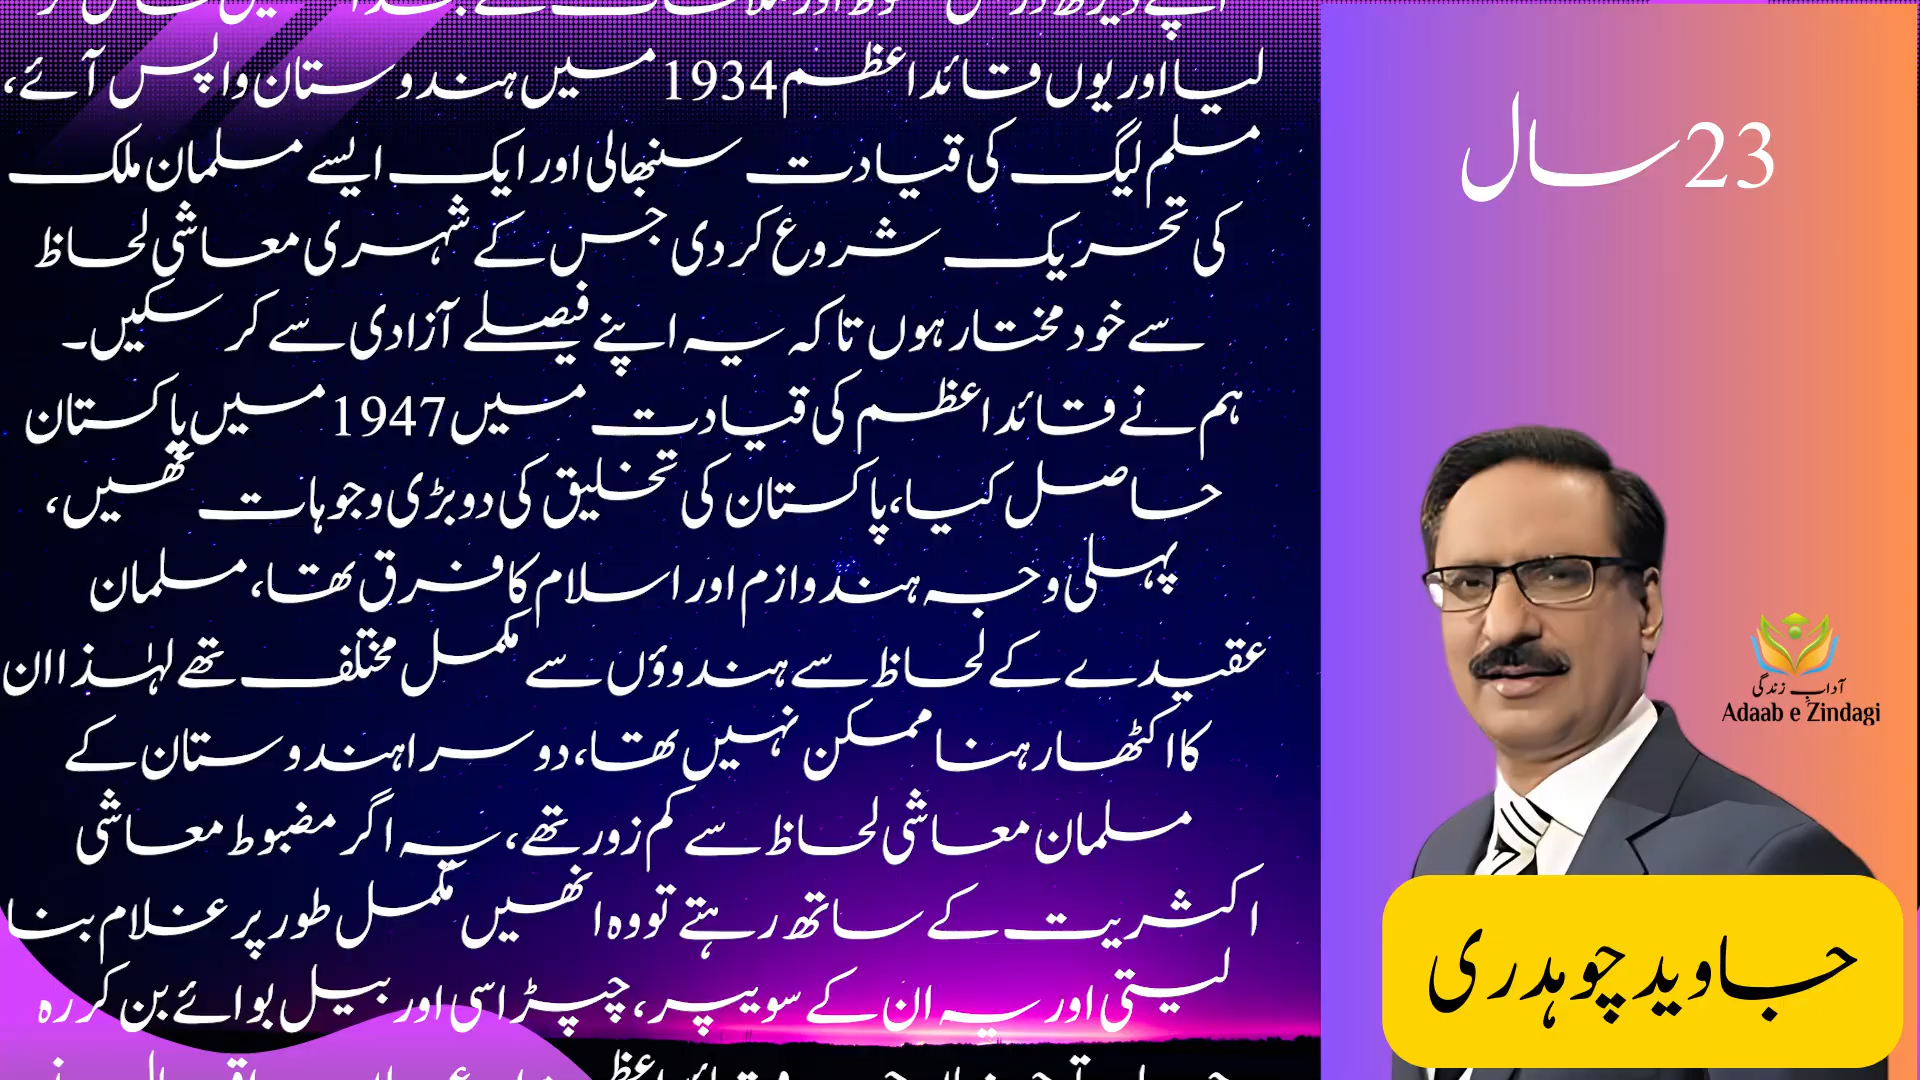 لیا اور یوں قائداعظم 1934 میں ہندوستان واپس آئے،
مسلم لیگ کی قیادت سنبھالی اور ایک ایسے مسلمان ملک
کی تحریک شروع کر دی جس کے شہری معاشی لحاظ
سے خود مختار ہوں تاکہ یہ اپنے فیصلے آزادی سے کر سکیں۔
ہم نے قائداعظم کی قیادت میں 1947 میں پاکستان
حاصل کیا، پاکستان کی تخلیق کی دو بڑی وجوہات تھیں،
پہلی وجہ ہندوازم اور اسلام کا فرق تھا، مسلمان
عقیدے کے لحاظ سے ہندوؤں سے مکمل مختلف تھے لہٰذا ان
کا اکٹھا رہنا ممکن نہیں تھا، دوسرا ہندوستان کے
مسلمان معاشی لحاظ سے کم زور تھے، یہ اگر مضبوط معاشی
اکثریت کے ساتھ رہتے تو وہ انھیں مکمل طور پر غلام بنا
لیتی اور یہ ان کے سویپر، چپڑاسی اور بیل بوائے بن کر رہ
23 سال
آداب زندگی
Adaab e Zindagi
جاوید چوہدری